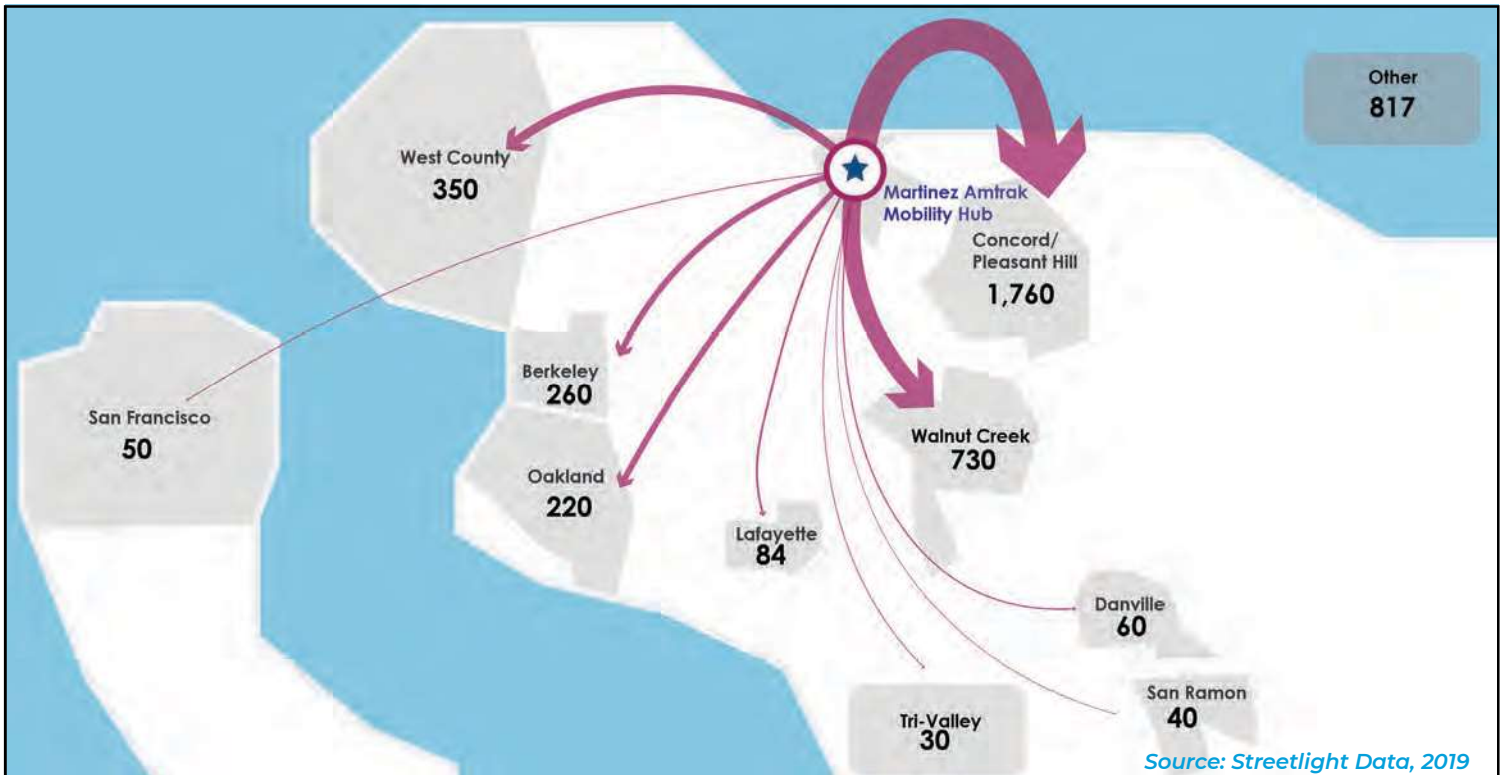 Other
817
West County
350
Martinez Amtrak
Mobility Hub
Concord/
Pleasant Hill
1,760
Berkeley
260
San Francisco
50
Walnut Creek
730
Oakland
220
Lafayette
84
Danville
60
San Ramon
40
Tri-Valley
30
Source: Streetlight Data, 2019